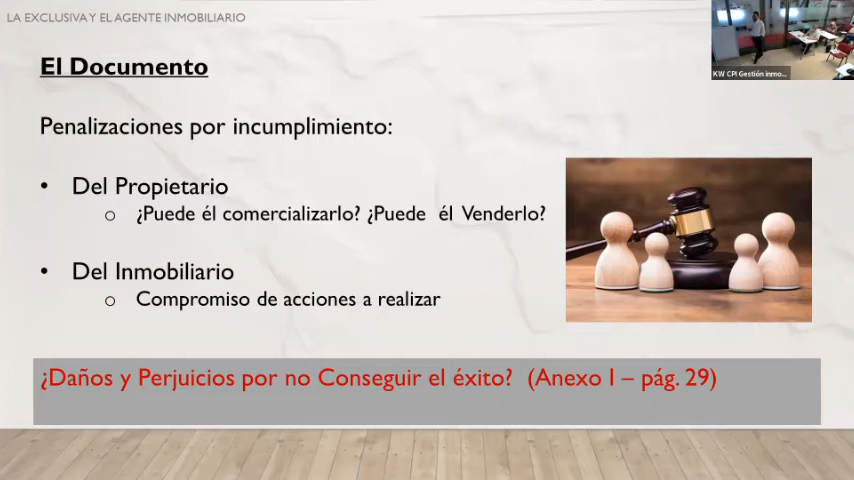 LA EXCLUSIVA Y EL AGENTE INMOBILIARIO
KW CPI Gestión inmo...
El Documento
Penalizaciones por incumplimiento:
• Del Propietario
o ¿Puede él comercializarlo? ¿Puede él Venderlo?
• Del Inmobiliario
o Compromiso de acciones a realizar
¿Daños y Perjuicios por no Conseguir el éxito? (Anexo I – pág. 29)